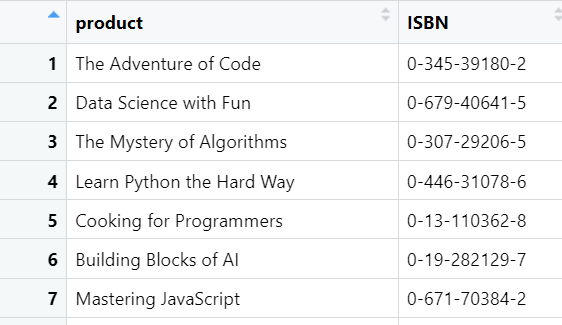 product ISBN
1 The Adventure of Code 0-345-39180-2
2 Data Science with Fun 0-679-40641-5
3 The Mystery of Algorithms 0-307-29206-5
4 Learn Python the Hard Way 0-446-31078-6
5 Cooking for Programmers 0-13-110362-8
6 Building Blocks of AI 0-19-282129-7
7 Mastering JavaScript 0-671-70384-2